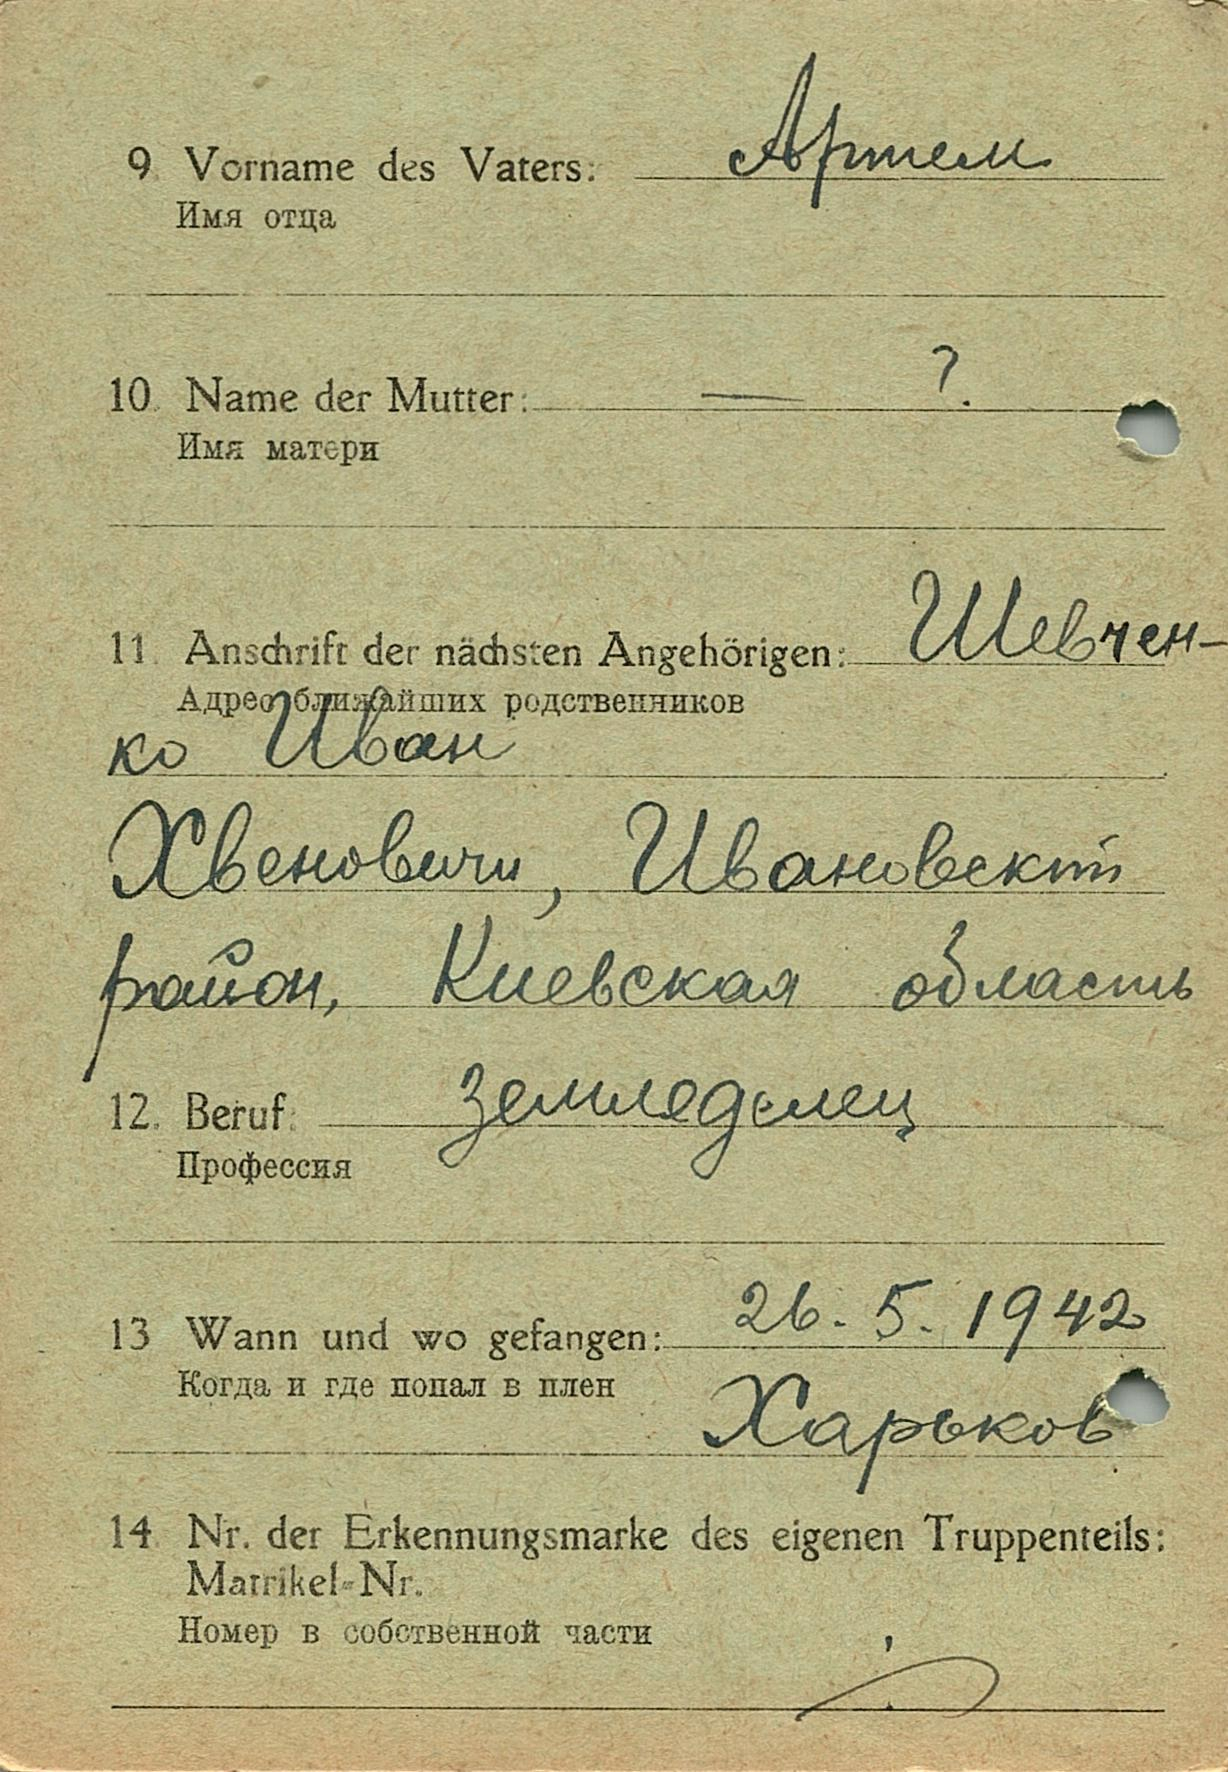 9. Vorname des Vaters: Артем
Имя отца
10. Name der Mutter: — ?.
Имя матери
11. Anschrift der nächsten Angehörigen: Шевчен-
Адрес ближайших родственников
ко Иван
Хвеновичи, Ивановскій
район, Киевская область
12. Beruf: земледелец
Профессия
13 Wann und wo gefangen: 26. 5. 1942
Когда и где попал в плен
Харьков
14 Nr. der Erkennungsmarke des eigenen Truppenteils:
Matrikel-Nr.
Номер в собственной части